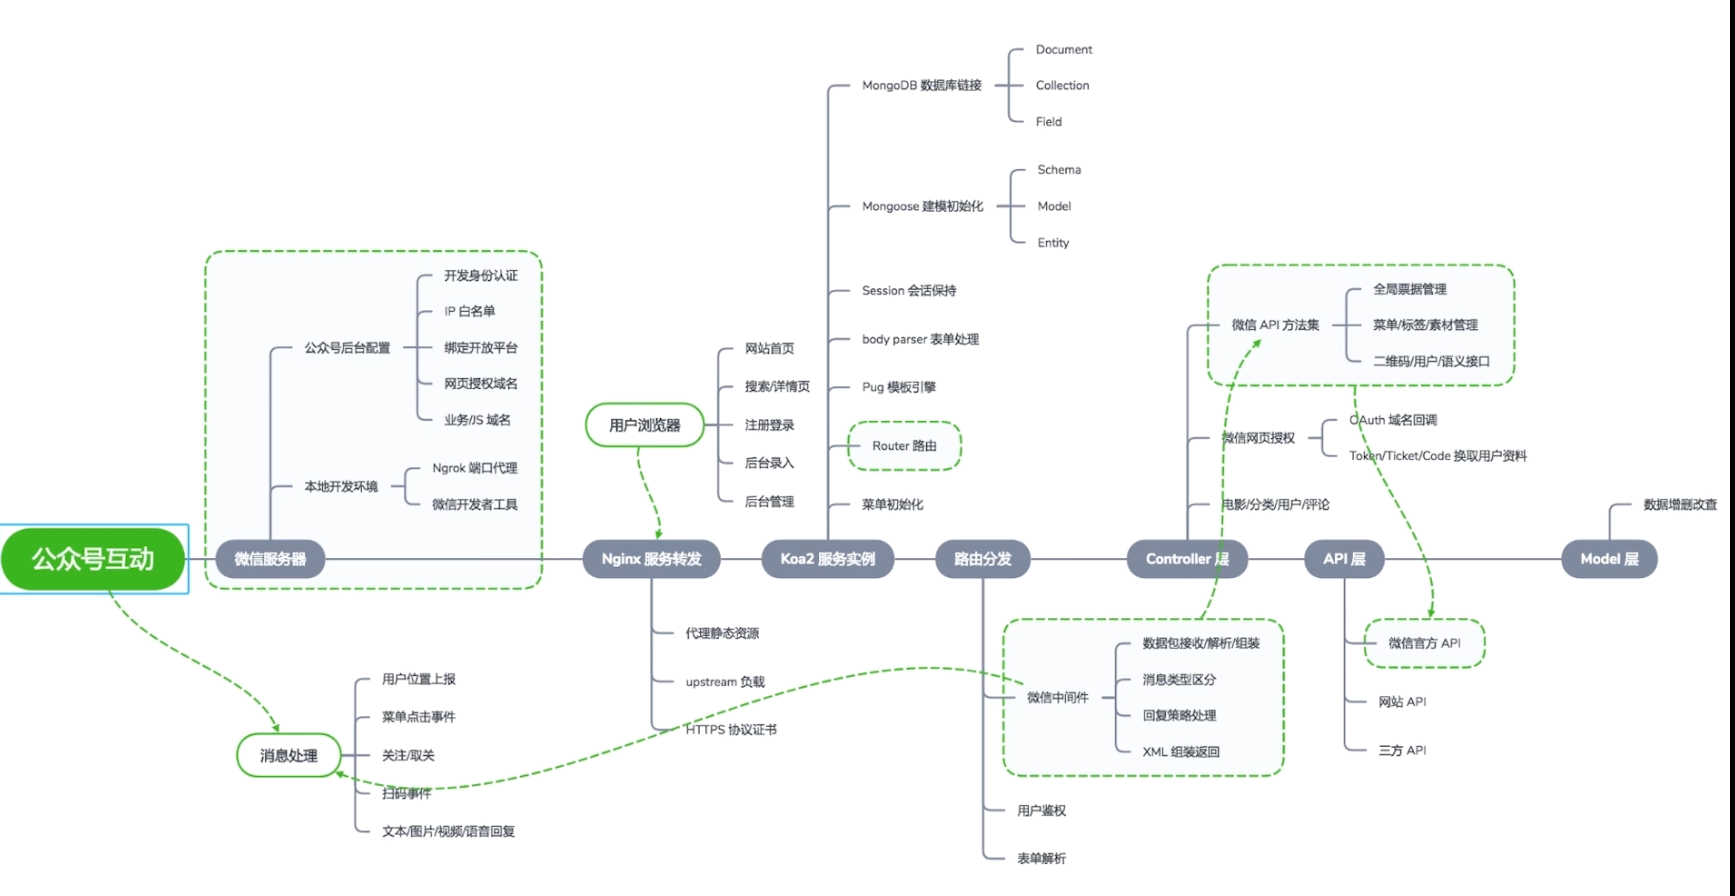 公众号互动
微信服务器
公众号后台配置
开发身份认证
IP 白名单
绑定开放平台
网页授权域名
业务/JS 域名
本地开发环境
Ngrok 端口代理
微信开发者工具
消息处理
用户位置上报
菜单点击事件
关注/取关
扫码事件
文本/图片/视频/语音回复
用户浏览器
网站首页
搜索/详情页
注册登录
后台录入
后台管理
Nginx 服务转发
代理静态资源
upstream 负载
HTTPS 协议证书
Koa2 服务实例
MongoDB 数据库链接
Document
Collection
Field
Mongoose 建模初始化
Schema
Model
Entity
Session 会话保持
body parser 表单处理
Pug 模板引擎
Router 路由
菜单初始化
路由分发
微信中间件
数据包接收/解析/组装
消息类型区分
回复策略处理
XML 组装返回
用户鉴权
表单解析
Controller 层
微信 API 方法集
全局票据管理
菜单/标签/素材管理
二维码/用户/语义接口
微信网页授权
OAuth 域名回调
Token/Ticket/Code 换取用户资料
电影/分类/用户/评论
API 层
微信官方 API
网站 API
三方 API
Model 层
数据增删改查